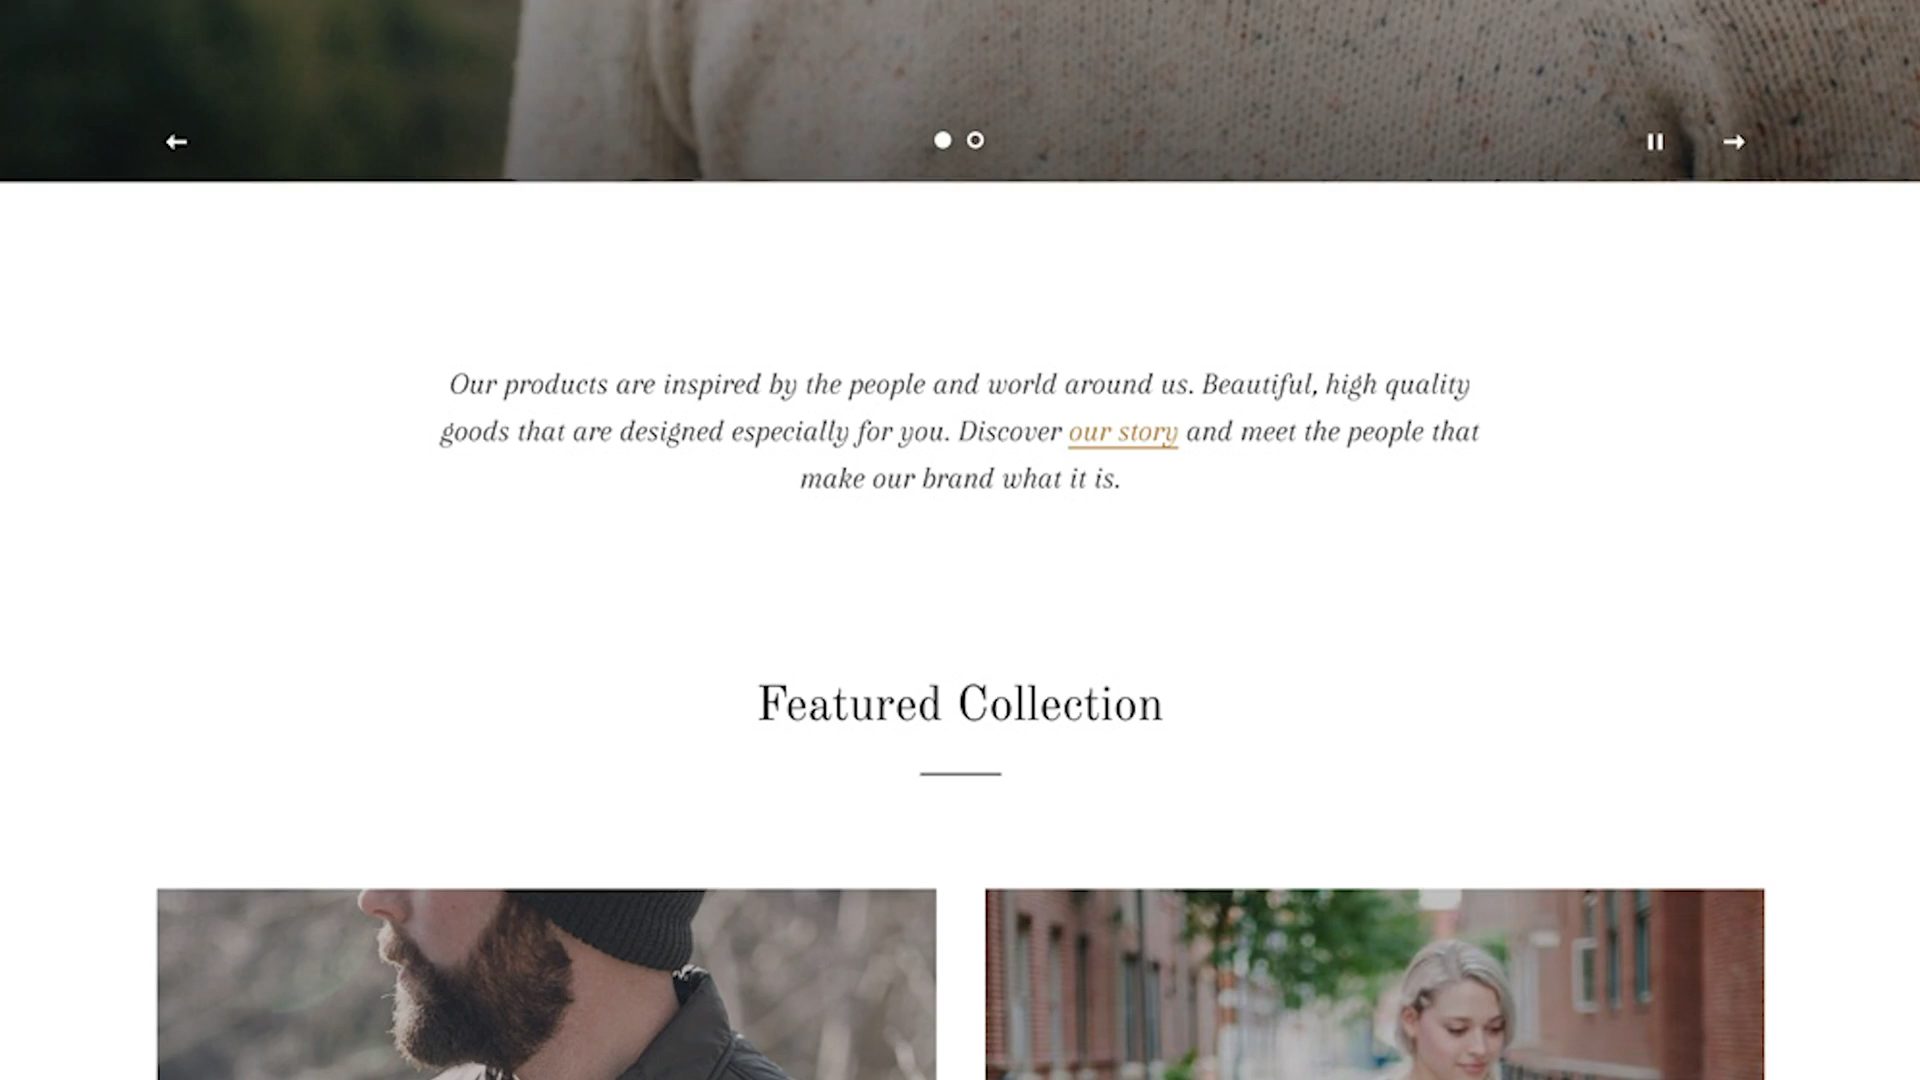 Our products are inspired by the people and world around us. Beautiful, high quality
goods that are designed especially for you. Discover our story and meet the people that
make our brand what it is.
Featured Collection